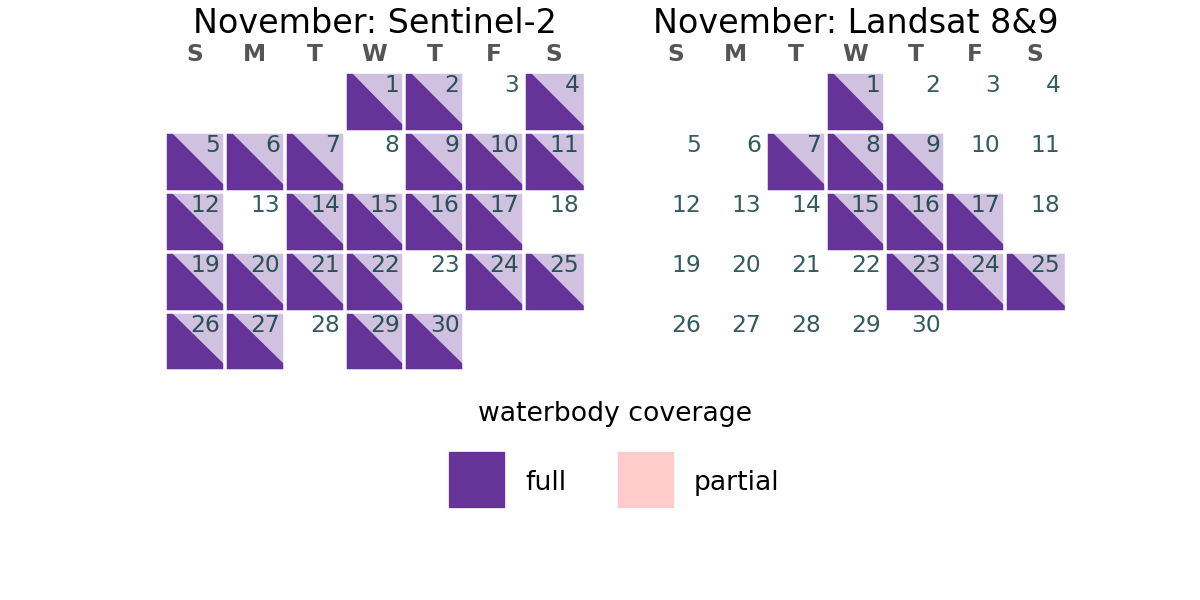 November: Sentinel-2
S M T W T F S
1 2 3 4
5 6 7 8 9 10 11
12 13 14 15 16 17 18
19 20 21 22 23 24 25
26 27 28 29 30
November: Landsat 8&9
S M T W T F S
1 2 3 4
5 6 7 8 9 10 11
12 13 14 15 16 17 18
19 20 21 22 23 24 25
26 27 28 29 30
waterbody coverage
full partial